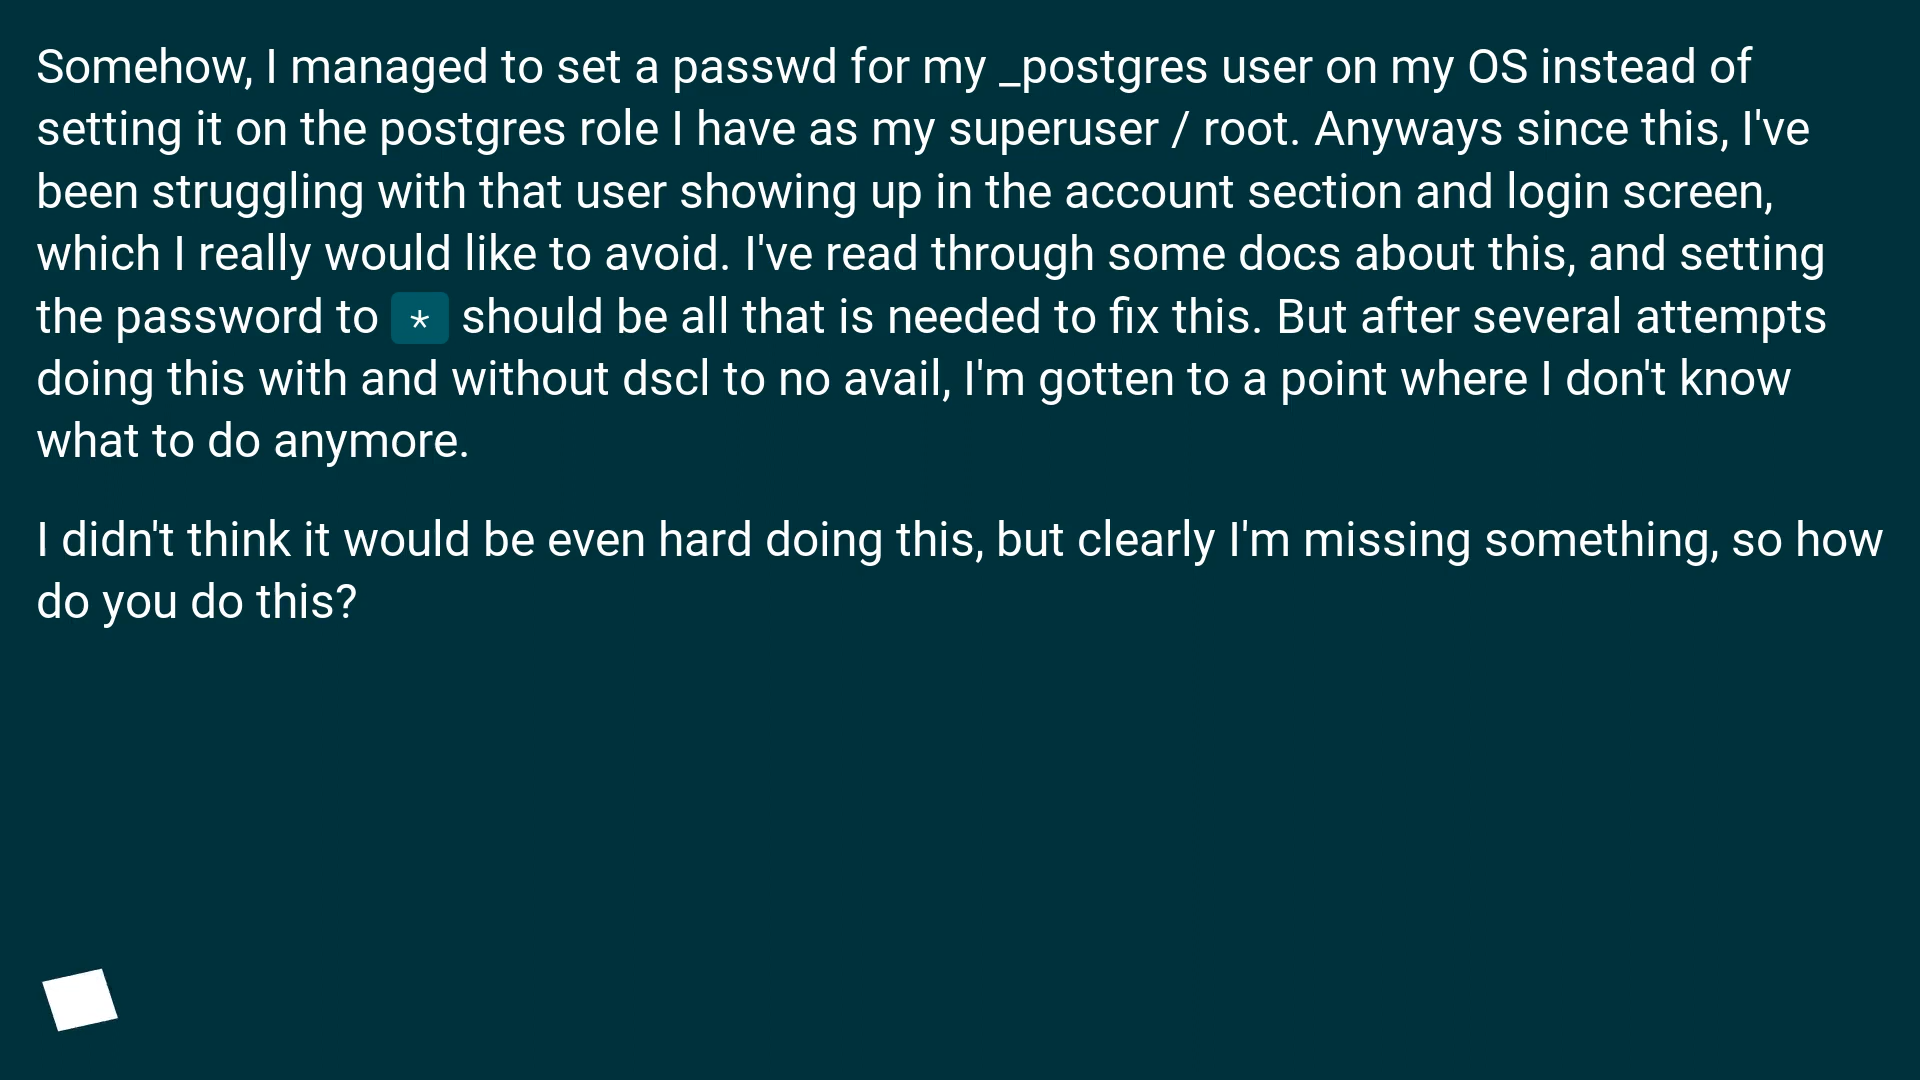 Somehow, I managed to set a passwd for my _postgres user on my OS instead of
setting it on the postgres role I have as my superuser / root. Anyways since this, I've
been struggling with that user showing up in the account section and login screen,
which I really would like to avoid. I've read through some docs about this, and setting
the password to * should be all that is needed to fix this. But after several attempts
doing this with and without dscl to no avail, I'm gotten to a point where I don't know
what to do anymore.
I didn't think it would be even hard doing this, but clearly I'm missing something, so how
do you do this?